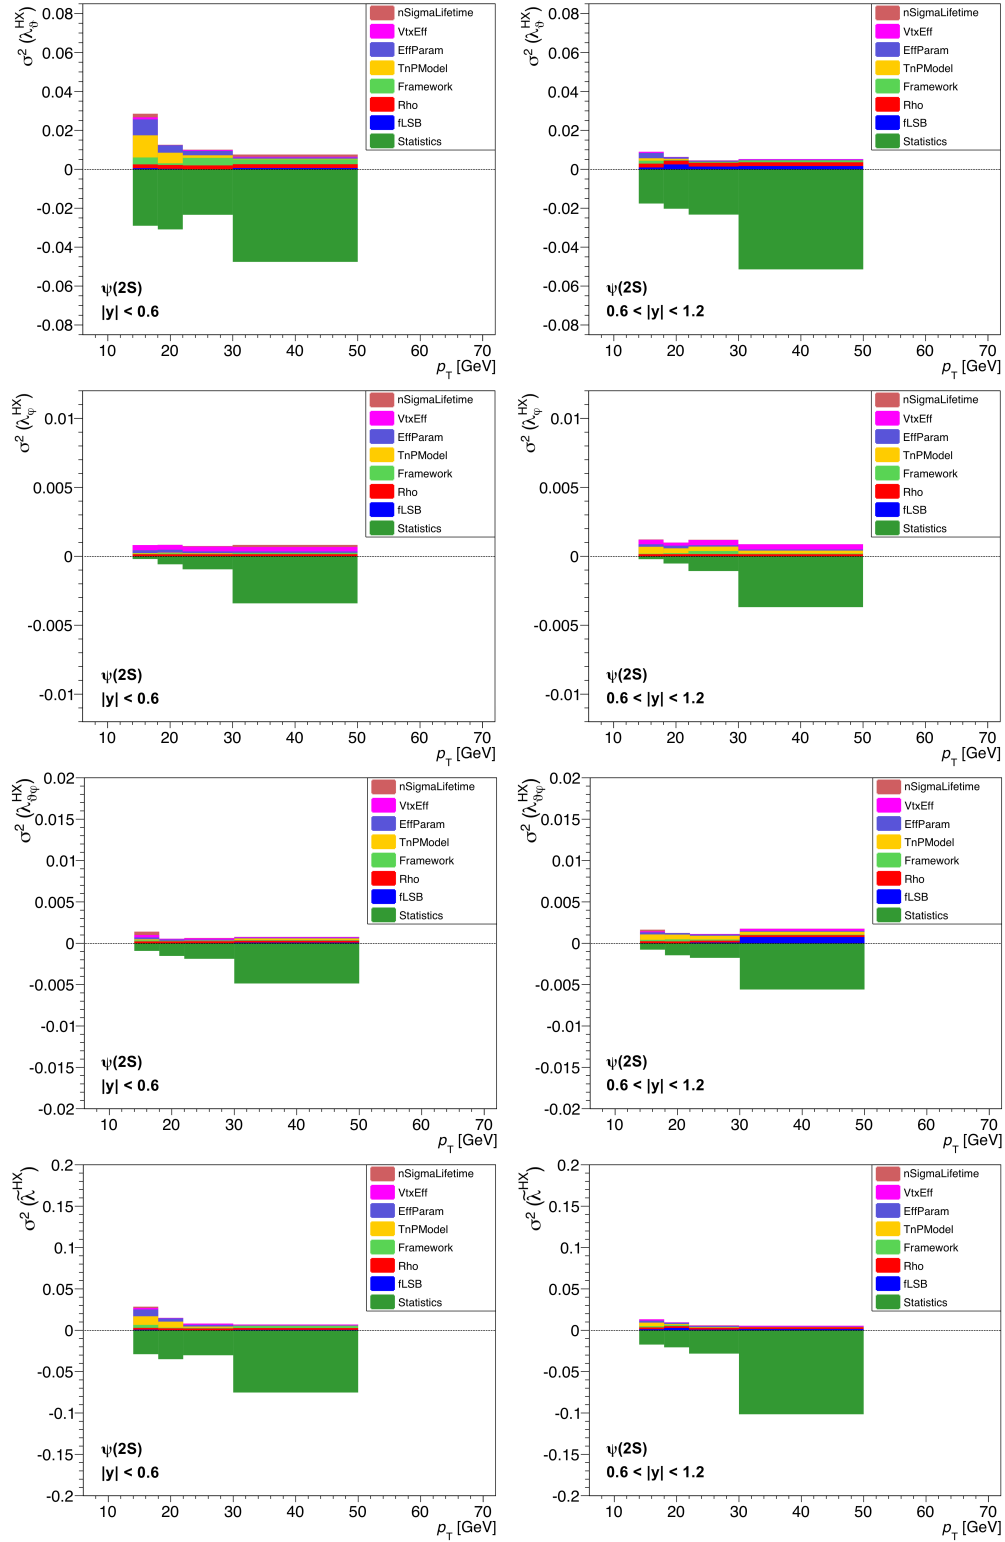 σ² (λ_ϑ^HX)
0.08
0.06
0.04
0.02
0
-0.02
-0.04
-0.06
-0.08
nSigmaLifetime
VtxEff
EffParam
TnPModel
Framework
Rho
fLSB
Statistics
ψ(2S)
|y| < 0.6
10 20 30 40 50 60 70
p_T [GeV]
σ² (λ_ϑ^HX)
0.08
0.06
0.04
0.02
0
-0.02
-0.04
-0.06
-0.08
nSigmaLifetime
VtxEff
EffParam
TnPModel
Framework
Rho
fLSB
Statistics
ψ(2S)
0.6 < |y| < 1.2
10 20 30 40 50 60 70
p_T [GeV]
σ² (λ_φ^HX)
0.01
0.005
0
-0.005
-0.01
nSigmaLifetime
VtxEff
EffParam
TnPModel
Framework
Rho
fLSB
Statistics
ψ(2S)
|y| < 0.6
10 20 30 40 50 60 70
p_T [GeV]
σ² (λ_φ^HX)
0.01
0.005
0
-0.005
-0.01
nSigmaLifetime
VtxEff
EffParam
TnPModel
Framework
Rho
fLSB
Statistics
ψ(2S)
0.6 < |y| < 1.2
10 20 30 40 50 60 70
p_T [GeV]
σ² (λ_ϑφ^HX)
0.02
0.015
0.01
0.005
0
-0.005
-0.01
-0.015
-0.02
nSigmaLifetime
VtxEff
EffParam
TnPModel
Framework
Rho
fLSB
Statistics
ψ(2S)
|y| < 0.6
10 20 30 40 50 60 70
p_T [GeV]
σ² (λ_ϑφ^HX)
0.02
0.015
0.01
0.005
0
-0.005
-0.01
-0.015
-0.02
nSigmaLifetime
VtxEff
EffParam
TnPModel
Framework
Rho
fLSB
Statistics
ψ(2S)
0.6 < |y| < 1.2
10 20 30 40 50 60 70
p_T [GeV]
σ² (λ̃^HX)
0.2
0.15
0.1
0.05
0
-0.05
-0.1
-0.15
-0.2
nSigmaLifetime
VtxEff
EffParam
TnPModel
Framework
Rho
fLSB
Statistics
ψ(2S)
|y| < 0.6
10 20 30 40 50 60 70
p_T [GeV]
σ² (λ̃^HX)
0.2
0.15
0.1
0.05
0
-0.05
-0.1
-0.15
-0.2
nSigmaLifetime
VtxEff
EffParam
TnPModel
Framework
Rho
fLSB
Statistics
ψ(2S)
0.6 < |y| < 1.2
10 20 30 40 50 60 70
p_T [GeV]